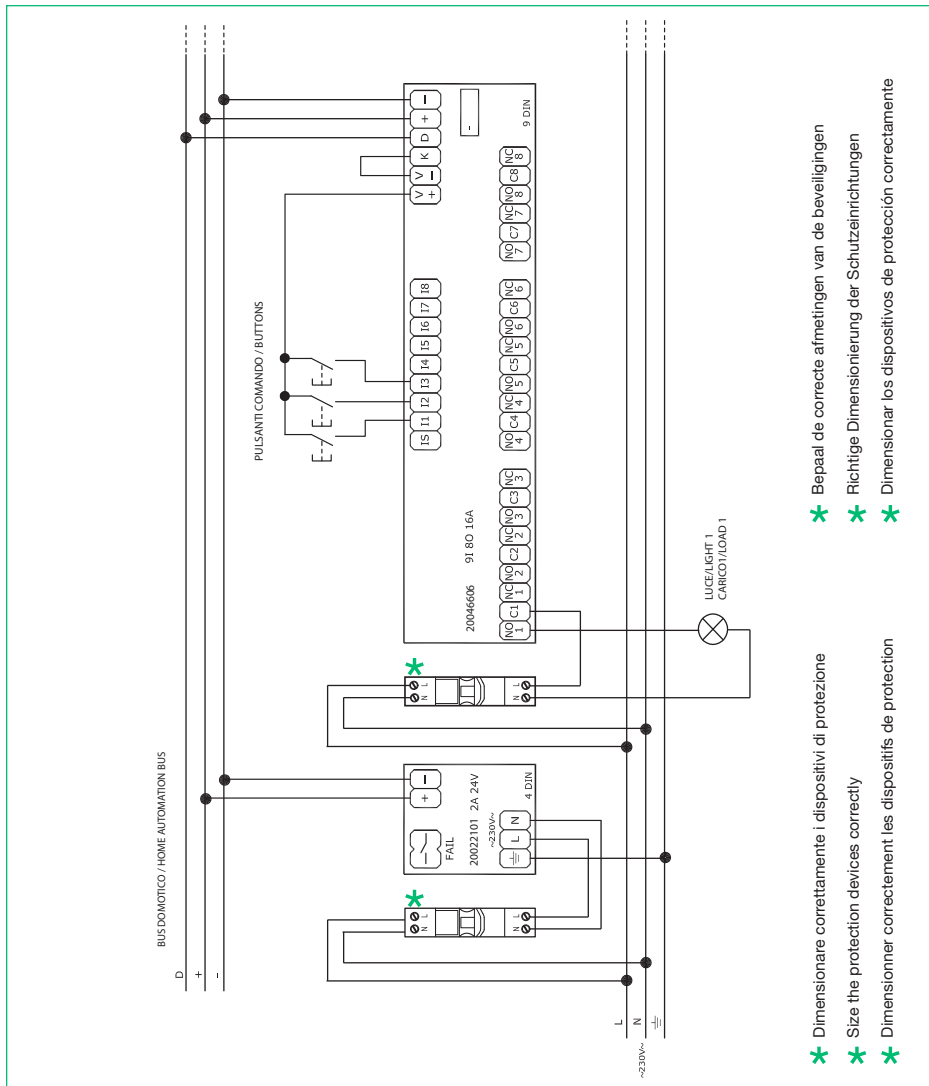 BUS DOMOTICO / HOME AUTOMATION BUS
D
+
-
PULSANTI COMANDO / BUTTONS
+ -
FAIL
20022101 2A 24V
~230V~
L N
4 DIN
N L
N L
N L
N L
IS I1 I2 I3 I4 I5 I6 I7 I8
V + V - K D + -
-
20046606 9I 8O 16A
9 DIN
NO 1 C1 NC 1 NO 2 C2 NC 2 NO 3 C3 NC 3
NO 4 C4 NC 4 NO 5 C5 NC 5 NO 6 C6 NC 6
NO 7 C7 NC 7 NO 8 C8 NC 8
L
N
~230V~
LUCE/LIGHT 1
CARICO1/LOAD 1
* Dimensionare correttamente i dispositivi di protezione
* Size the protection devices correctly
* Dimensionner correctement les dispositifs de protection
* Bepaal de correcte afmetingen van de beveiligingen
* Richtige Dimensionierung der Schutzeinrichtungen
* Dimensionar los dispositivos de protección correctamente
*
*